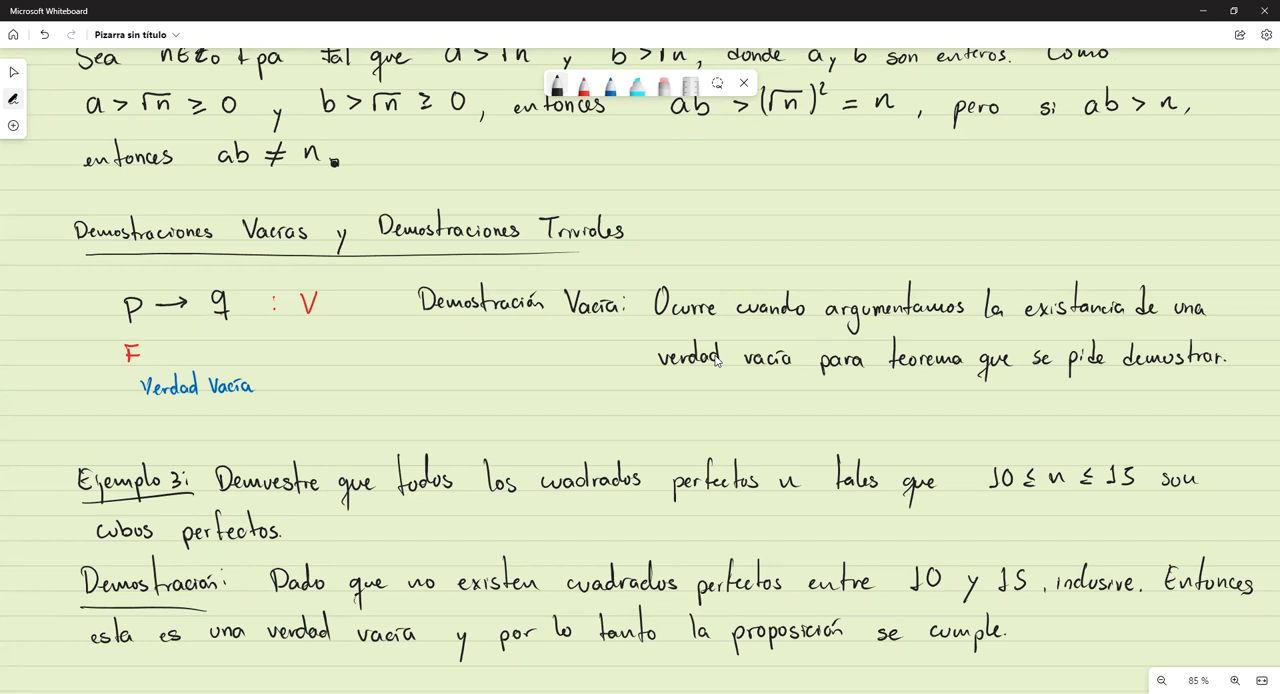 Microsoft Whiteboard
Pizarra sin título
Sea n∈ℤ₀⁺ pa tal que a > √n y b > √n, donde a y b son enteros. Como
a > √n ≥ 0 y b > √n ≥ 0, entonces ab > (√n)² = n, pero si ab > n,
entonces ab ≠ n.
Demostraciones Vacías y Demostraciones Triviales
p → q : V
F
Verdad Vacía
Demostración Vacía: Ocurre cuando argumentamos la existancia de una
verdad vacía para teorema que se pide demostrar.
Ejemplo 3: Demuestre que todos los cuadrados perfectos n tales que 10 ≤ n ≤ 15 son
cubos perfectos.
Demostración: Dado que no existen cuadrados perfectos entre 10 y 15, inclusive. Entonces
esta es una verdad vacía y por lo tanto la proposición se cumple.
85 %